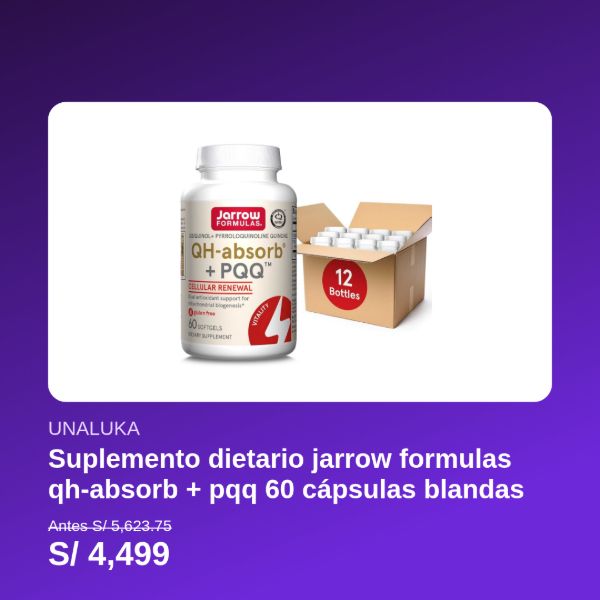 Jarrow
FORMULAS®
UBIQUINOL+ PYRROLOQUINOLINE QUINONE
QH-absorb®
+ PQQ™
CELLULAR RENEWAL
Dual antioxidant support for
mitochondrial biogenesis*
gluten free
60 SOFTGELS
DIETARY SUPPLEMENT
VITALITY
12
Bottles
UNALUKA
Suplemento dietario jarrow formulas
qh-absorb + pqq 60 cápsulas blandas
Antes S/ 5,623.75
S/ 4,499